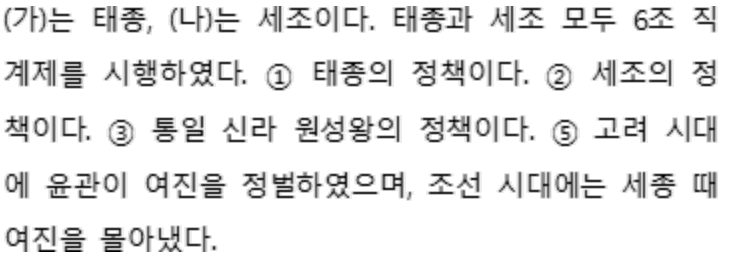 (가)는 태종, (나)는 세조이다. 태종과 세조 모두 6조 직
계제를 시행하였다. ① 태종의 정책이다. ② 세조의 정
책이다. ③ 통일 신라 원성왕의 정책이다. ⑤ 고려 시대
에 윤관이 여진을 정벌하였으며, 조선 시대에는 세종 때
여진을 몰아냈다.